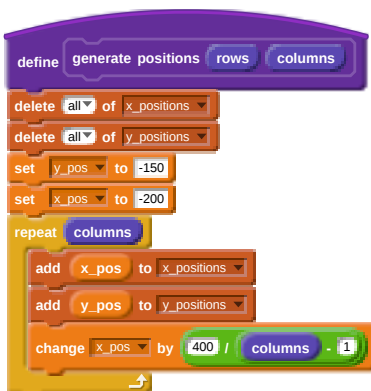 define generate positions rows columns
delete all of x_positions
delete all of y_positions
set y_pos to -150
set x_pos to -200
repeat columns
add x_pos to x_positions
add y_pos to y_positions
change x_pos by 400 / columns - 1